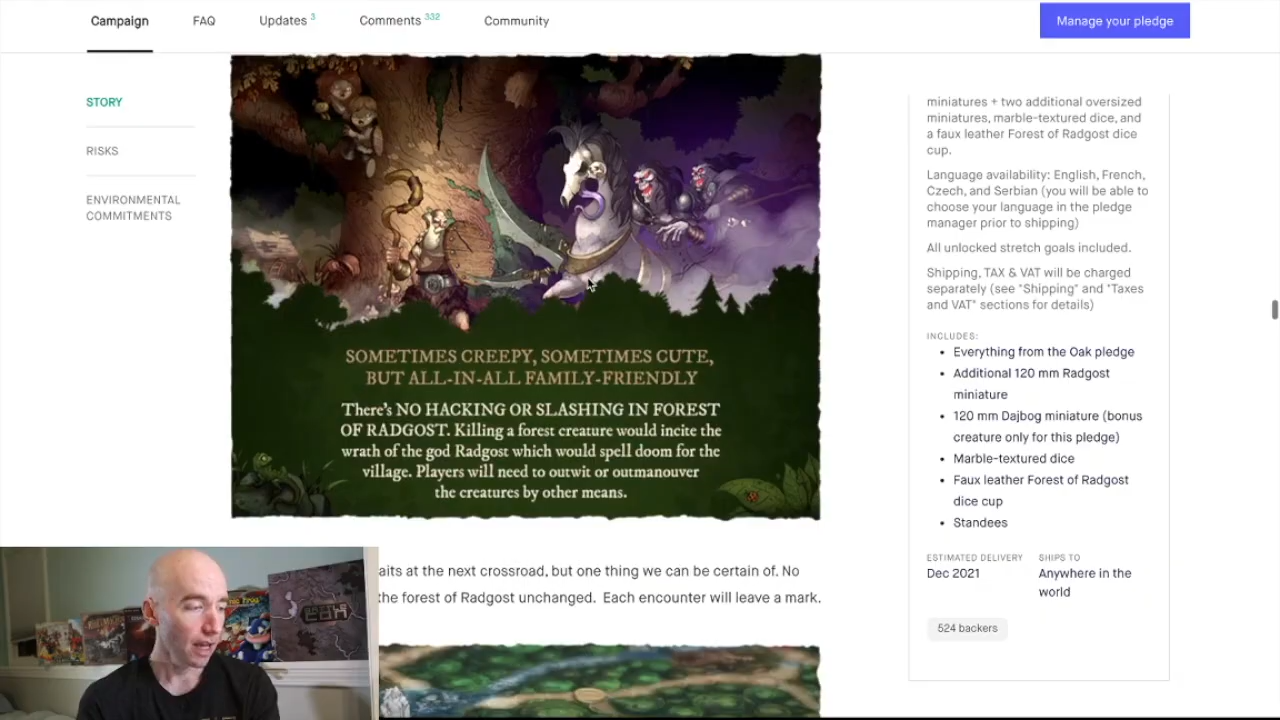 Campaign
FAQ
Updates 3
Comments 332
Community
Manage your pledge
STORY
RISKS
ENVIRONMENTAL
COMMITMENTS
SOMETIMES CREEPY, SOMETIMES CUTE,
BUT ALL-IN-ALL FAMILY-FRIENDLY
There's NO HACKING OR SLASHING IN FOREST
OF RADGOST. Killing a forest creature would incite the
wrath of the god Radgost which would spell doom for the
village. Players will need to outwit or outmanouver
the creatures by other means.
aits at the next crossroad, but one thing we can be certain of. No
the forest of Radgost unchanged. Each encounter will leave a mark.
miniatures + two additional oversized
miniatures, marble-textured dice, and
a faux leather Forest of Radgost dice
cup.
Language availability: English, French,
Czech, and Serbian (you will be able to
choose your language in the pledge
manager prior to shipping)
All unlocked stretch goals included.
Shipping, TAX & VAT will be charged
separately (see "Shipping" and "Taxes
and VAT" sections for details)
INCLUDES:
• Everything from the Oak pledge
• Additional 120 mm Radgost
miniature
• 120 mm Dajbog miniature (bonus
creature only for this pledge)
• Marble-textured dice
• Faux leather Forest of Radgost
dice cup
• Standees
ESTIMATED DELIVERY
Dec 2021
SHIPS TO
Anywhere in the
world
524 backers
BATTLE
CON